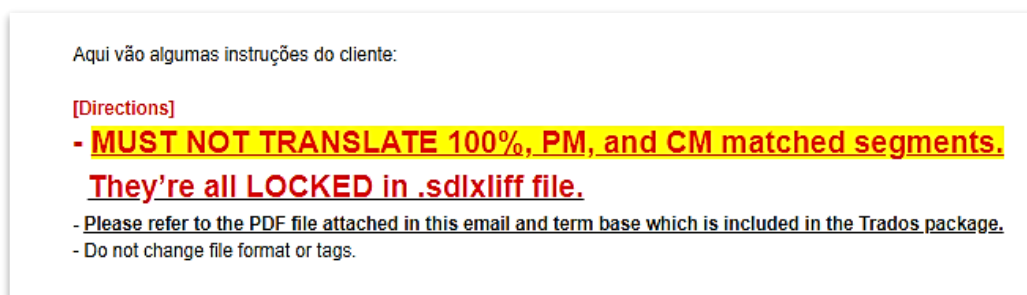 Aqui vão algumas instruções do cliente:
[Directions]
- MUST NOT TRANSLATE 100%, PM, and CM matched segments.
They’re all LOCKED in .sdlxliff file.
- Please refer to the PDF file attached in this email and term base which is included in the Trados package.
- Do not change file format or tags.